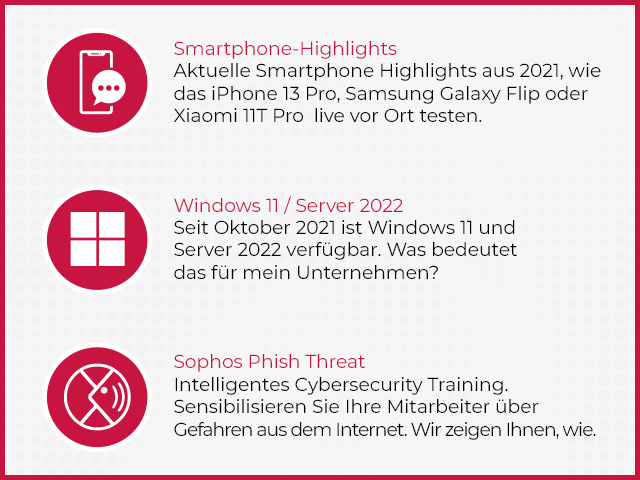 Smartphone-Highlights
Aktuelle Smartphone Highlights aus 2021, wie
das iPhone 13 Pro, Samsung Galaxy Flip oder
Xiaomi 11T Pro  live vor Ort testen.
Windows 11 / Server 2022
Seit Oktober 2021 ist Windows 11 und
Server 2022 verfügbar. Was bedeutet
das für mein Unternehmen?
Sophos Phish Threat
Intelligentes Cybersecurity Training.
Sensibilisieren Sie Ihre Mitarbeiter über
Gefahren aus dem Internet. Wir zeigen Ihnen, wie.